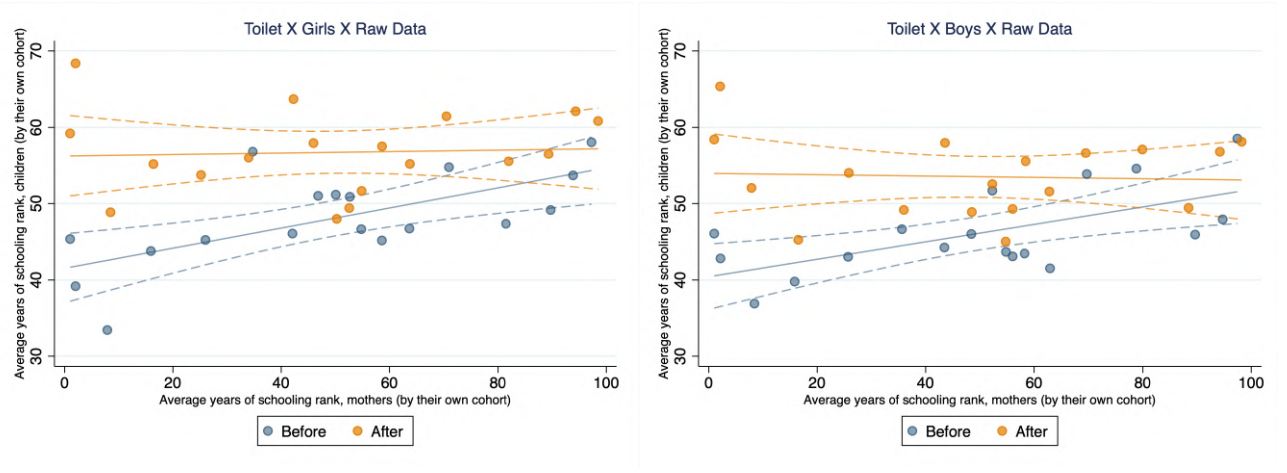 Toilet X Girls X Raw Data
Average years of schooling rank, children (by their own cohort)
70
60
50
40
30
0 20 40 60 80 100
Average years of schooling rank, mothers (by their own cohort)
Before After
Toilet X Boys X Raw Data
Average years of schooling rank, children (by their own cohort)
70
60
50
40
30
0 20 40 60 80 100
Average years of schooling rank, mothers (by their own cohort)
Before After